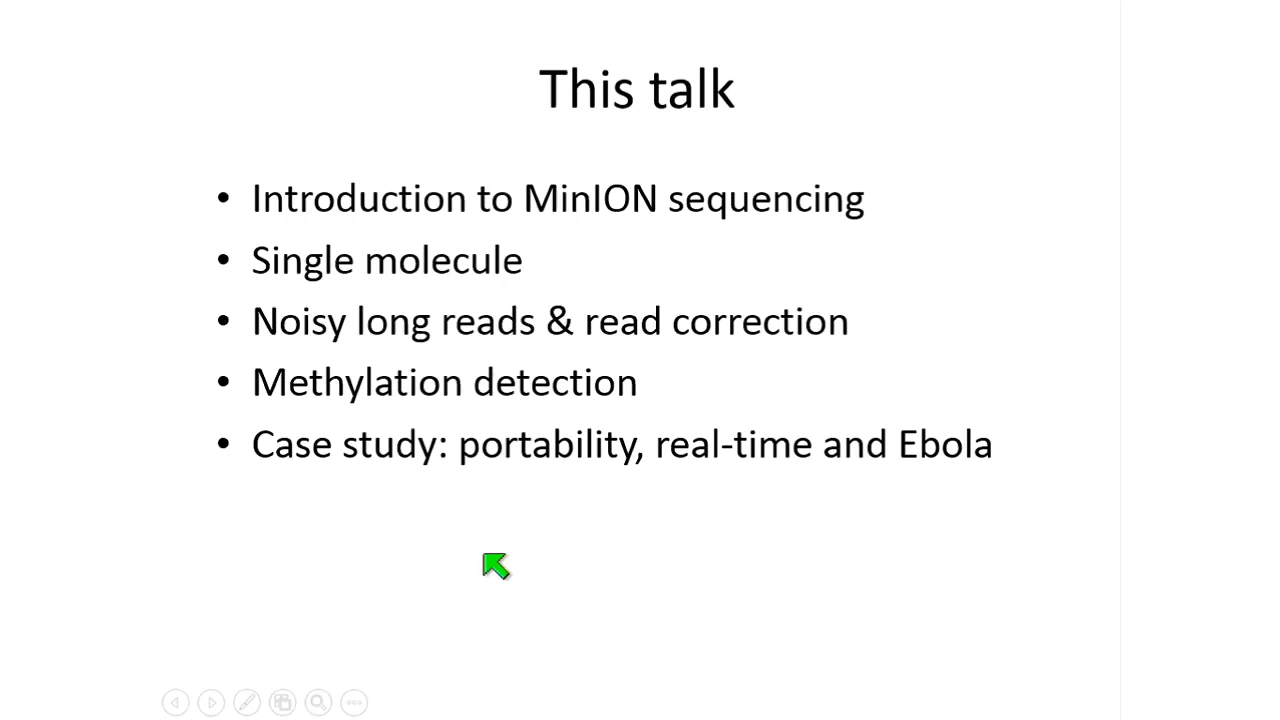 This talk
• Introduction to MinION sequencing
• Single molecule
• Noisy long reads & read correction
• Methylation detection
• Case study: portability, real-time and Ebola